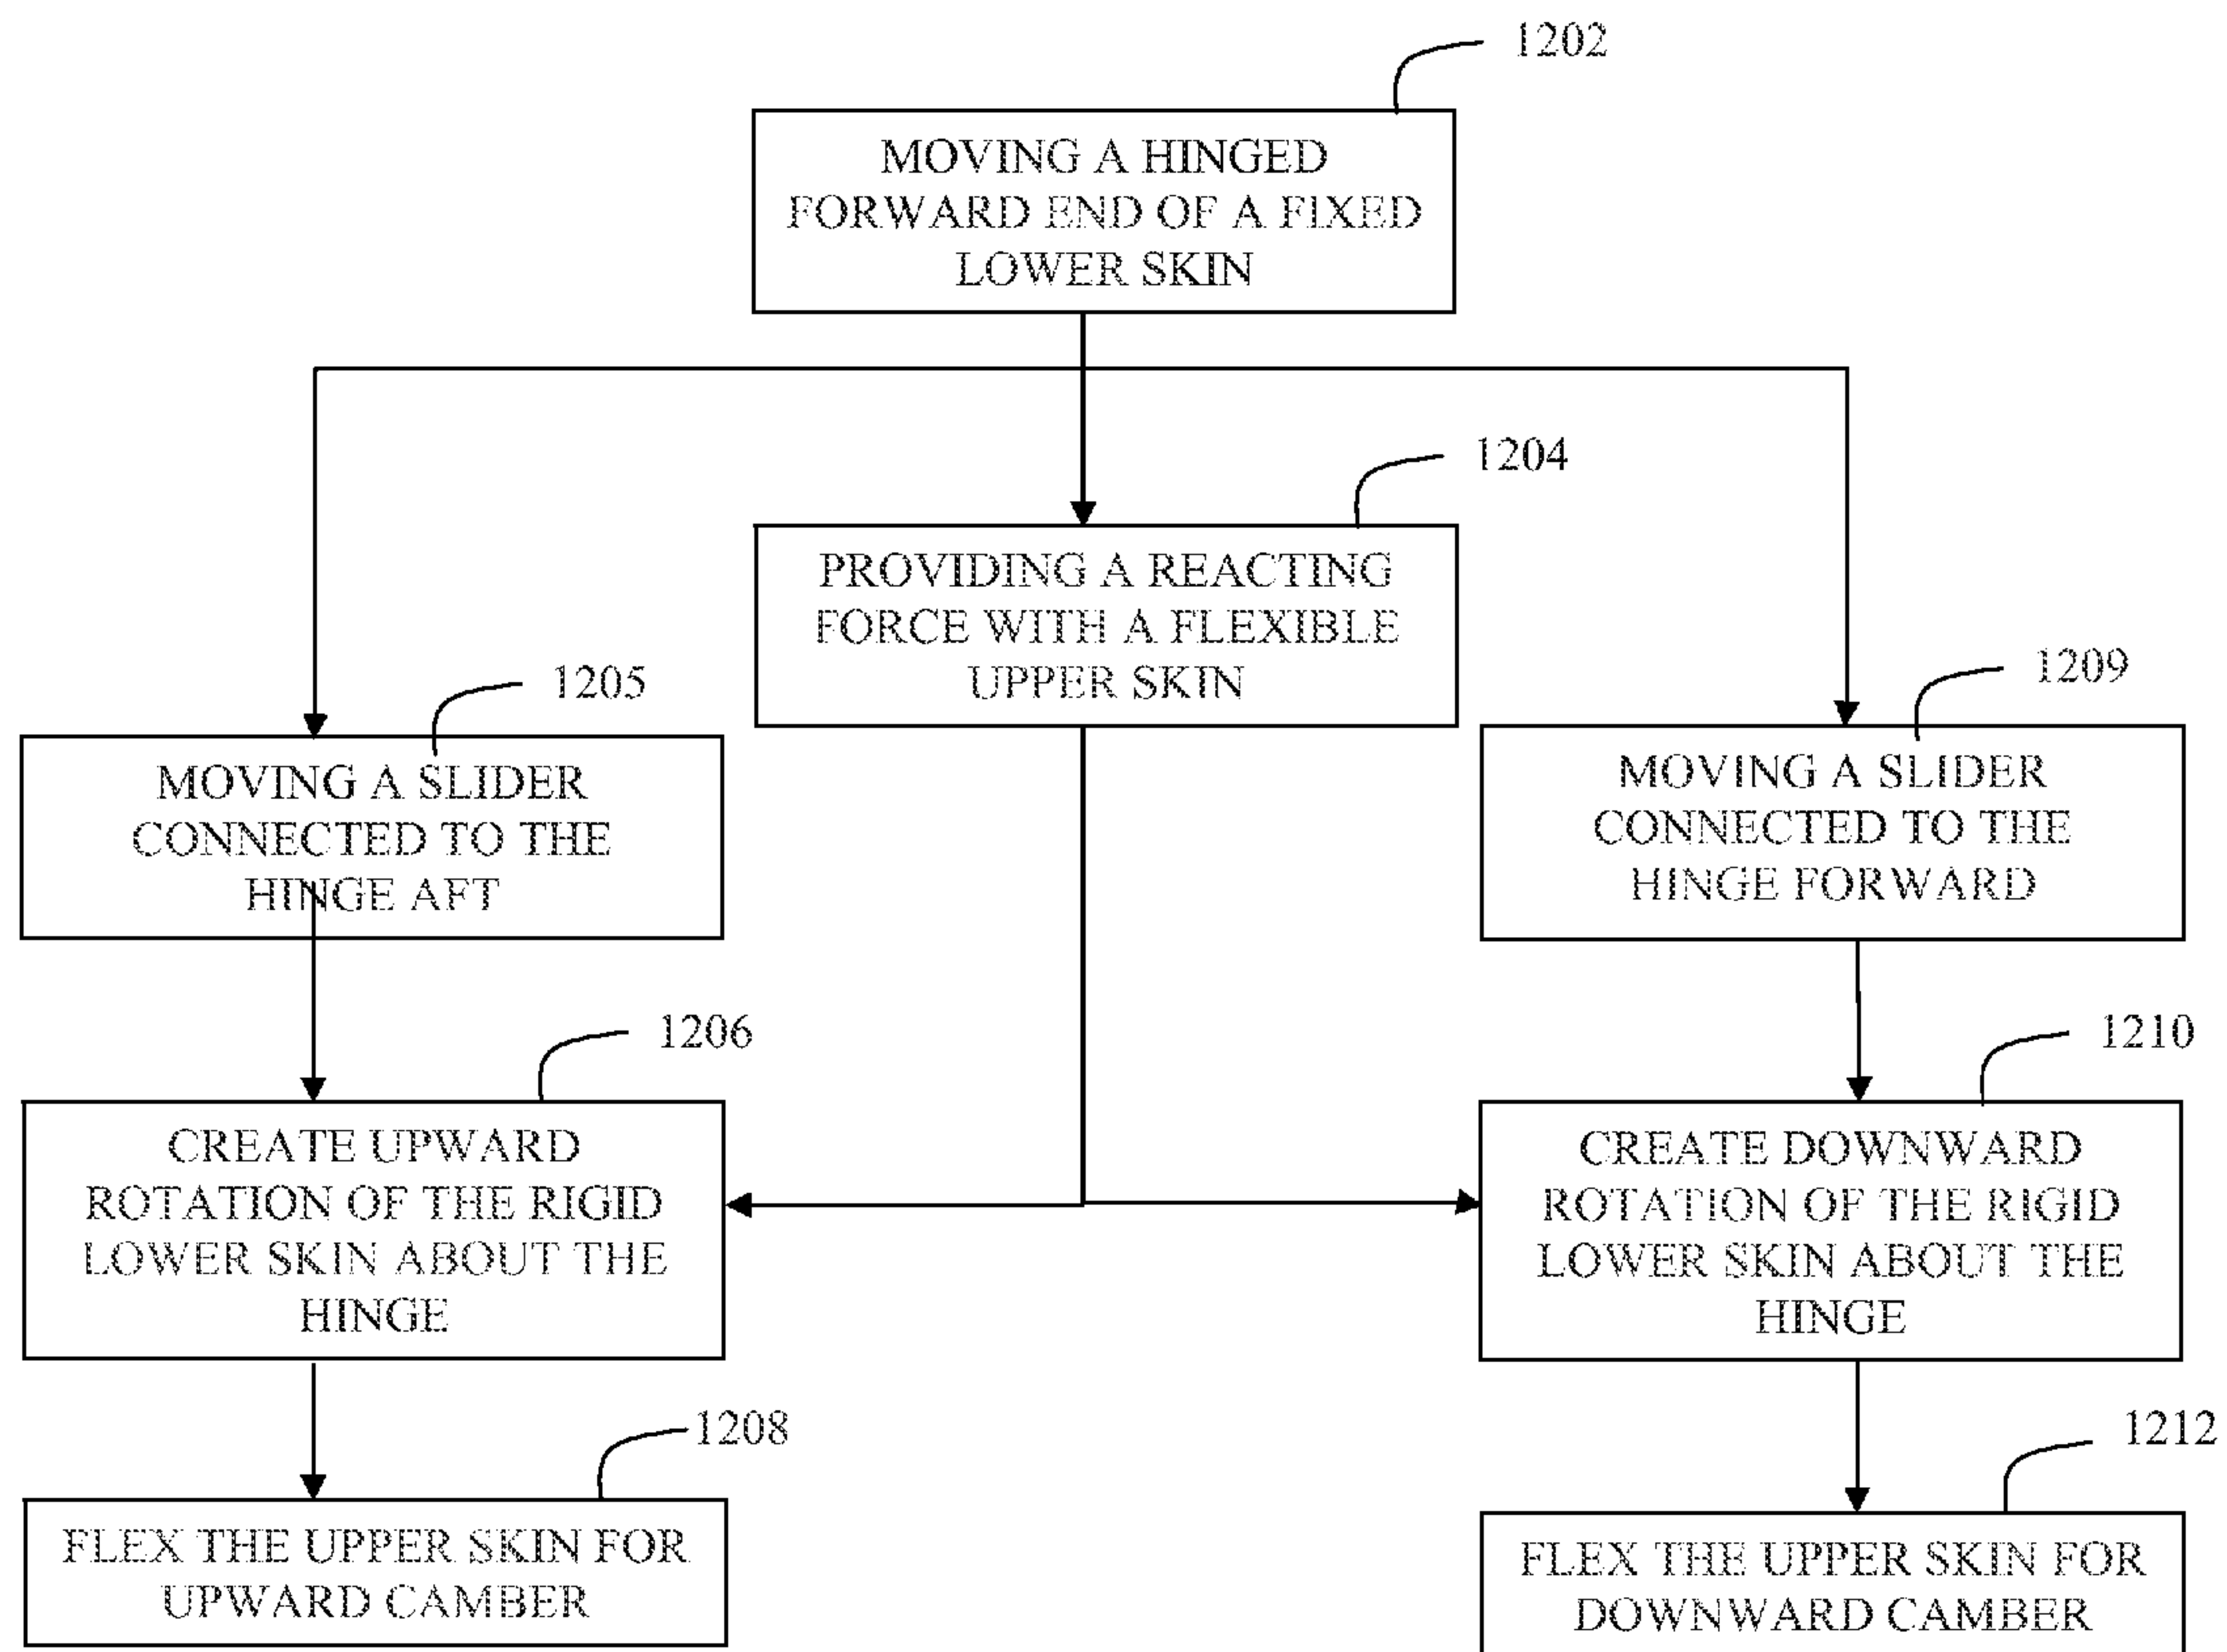 1202
MOVING A HINGED
FORWARD END OF A FIXED
LOWER SKIN
1204
PROVIDING A REACTING
FORCE WITH A FLEXIBLE
UPPER SKIN
1205
MOVING A SLIDER
CONNECTED TO THE
HINGE AFT
1209
MOVING A SLIDER
CONNECTED TO THE
HINGE FORWARD
1206
CREATE UPWARD
ROTATION OF THE RIGID
LOWER SKIN ABOUT THE
HINGE
1210
CREATE DOWNWARD
ROTATION OF THE RIGID
LOWER SKIN ABOUT THE
HINGE
1208
FLEX THE UPPER SKIN FOR
UPWARD CAMBER
1212
FLEX THE UPPER SKIN FOR
DOWNWARD CAMBER